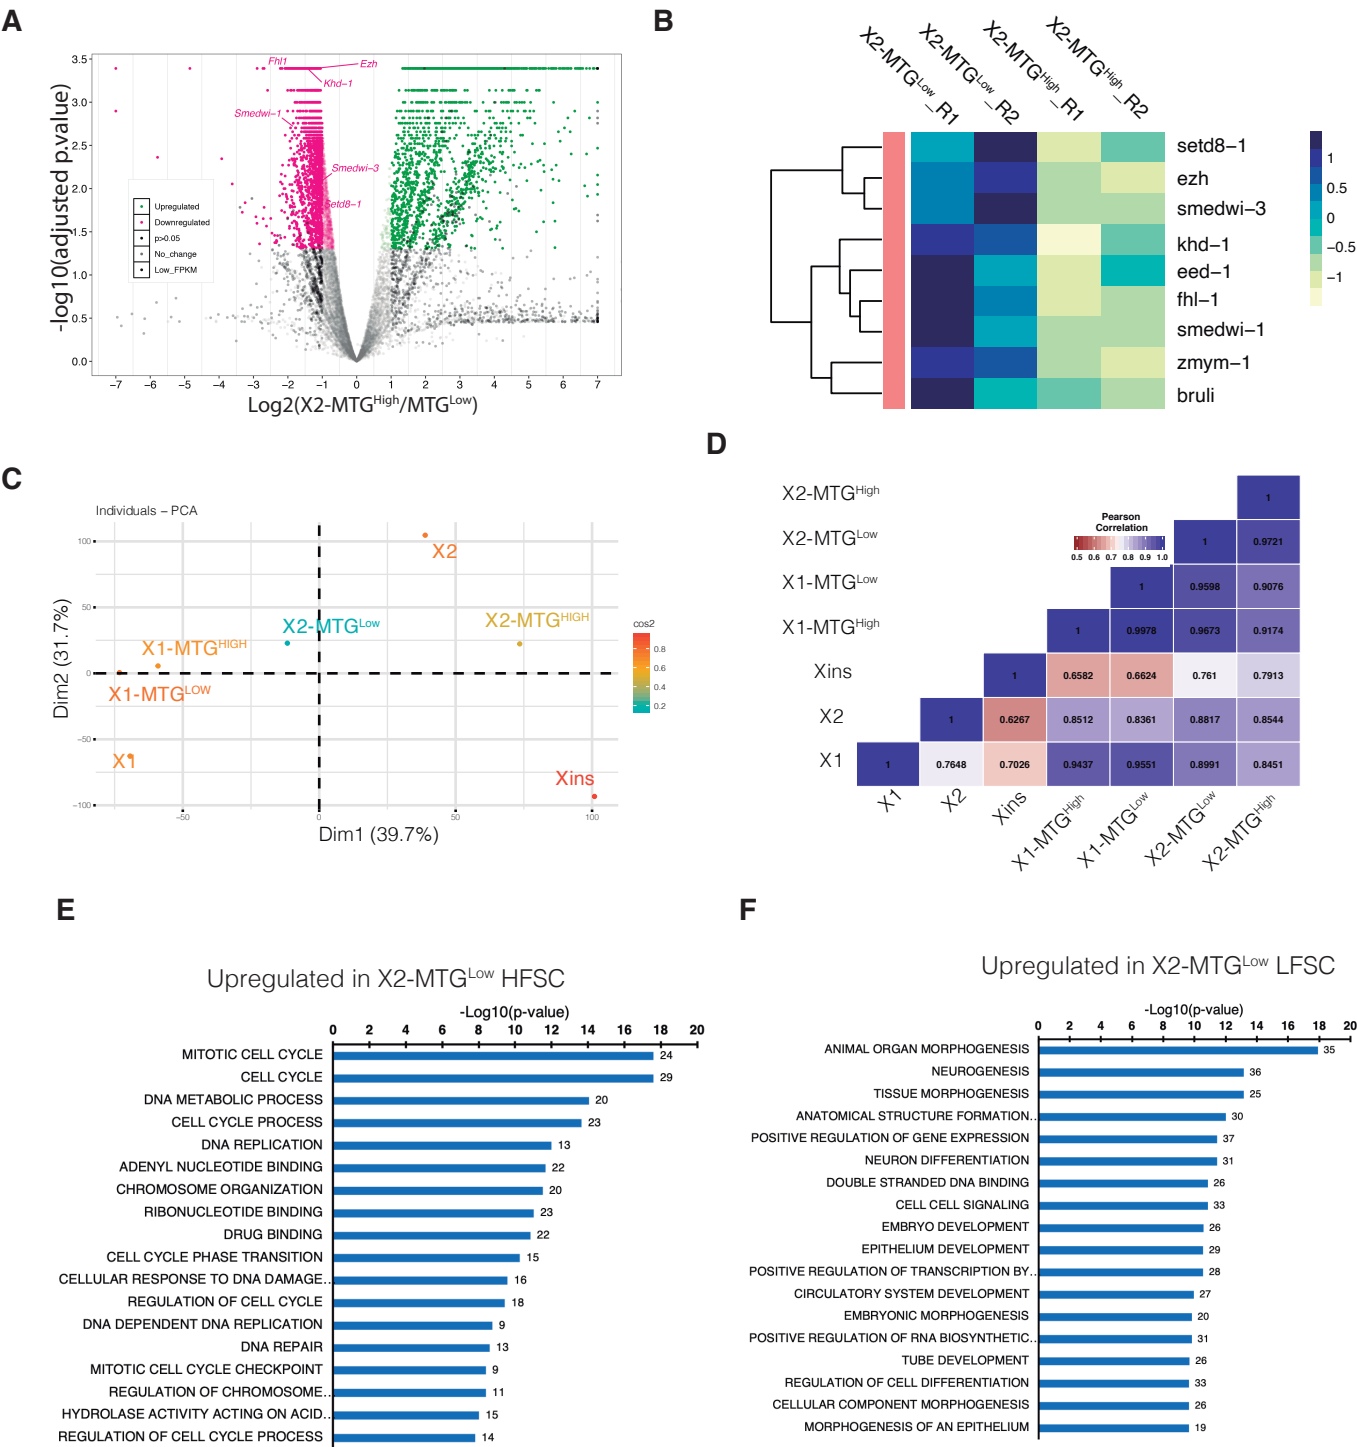 A
3.5
3.0
2.5
2.0
1.5
1.0
0.5
0.0
-log10(adjusted p.value)
Fhl1
Ezh
Khd-1
Smedwi-1
Smedwi-3
Setd8-1
Upregulated
Downregulated
p>0.05
No_change
Low_FPKM
−7 −6 −5 −4 −3 −2 −1 0 1 2 3 4 5 6 7
Log2(X2-MTGHigh/MTGLow)
B
X2-MTGLow_R1
X2-MTGLow_R2
X2-MTGHigh_R1
X2-MTGHigh_R2
setd8−1
ezh
smedwi−3
khd−1
eed−1
fhl−1
smedwi−1
zmym−1
bruli
1
0.5
0
−0.5
−1
C
Individuals − PCA
100
50
0
−50
−100
Dim2 (31.7%)
X2
X2-MTGLow
X2-MTGHIGH
X1-MTGHIGH
X1-MTGLOW
X1
Xins
−50 0 50 100
Dim1 (39.7%)
cos2
0.8
0.6
0.4
0.2
D
Pearson
Correlation
0.5 0.6 0.7 0.8 0.9 1.0
X2-MTGHigh 1
X2-MTGLow 1 0.9721
X1-MTGLow 1 0.9598 0.9076
X1-MTGHigh 1 0.9978 0.9673 0.9174
Xins 1 0.6582 0.6624 0.761 0.7913
X2 1 0.6267 0.8512 0.8361 0.8817 0.8544
X1 1 0.7648 0.7026 0.9437 0.9551 0.8991 0.8451
X1 X2 Xins X1-MTGHigh X1-MTGLow X2-MTGLow X2-MTGHigh
E
Upregulated in X2-MTGLow HFSC
-Log10(p-value)
0 2 4 6 8 10 12 14 16 18 20
MITOTIC CELL CYCLE 24
CELL CYCLE 29
DNA METABOLIC PROCESS 20
CELL CYCLE PROCESS 23
DNA REPLICATION 13
ADENYL NUCLEOTIDE BINDING 22
CHROMOSOME ORGANIZATION 20
RIBONUCLEOTIDE BINDING 23
DRUG BINDING 22
CELL CYCLE PHASE TRANSITION 15
CELLULAR RESPONSE TO DNA DAMAGE.. 16
REGULATION OF CELL CYCLE 18
DNA DEPENDENT DNA REPLICATION 9
DNA REPAIR 13
MITOTIC CELL CYCLE CHECKPOINT 9
REGULATION OF CHROMOSOME.. 11
HYDROLASE ACTIVITY ACTING ON ACID.. 15
REGULATION OF CELL CYCLE PROCESS 14
F
Upregulated in X2-MTGLow LFSC
-Log10(p-value)
0 2 4 6 8 10 12 14 16 18 20
ANIMAL ORGAN MORPHOGENESIS 35
NEUROGENESIS 36
TISSUE MORPHOGENESIS 25
ANATOMICAL STRUCTURE FORMATION.. 30
POSITIVE REGULATION OF GENE EXPRESSION 37
NEURON DIFFERENTIATION 31
DOUBLE STRANDED DNA BINDING 26
CELL CELL SIGNALING 33
EMBRYO DEVELOPMENT 26
EPITHELIUM DEVELOPMENT 29
POSITIVE REGULATION OF TRANSCRIPTION BY.. 28
CIRCULATORY SYSTEM DEVELOPMENT 27
EMBRYONIC MORPHOGENESIS 20
POSITIVE REGULATION OF RNA BIOSYNTHETIC.. 31
TUBE DEVELOPMENT 26
REGULATION OF CELL DIFFERENTIATION 33
CELLULAR COMPONENT MORPHOGENESIS 26
MORPHOGENESIS OF AN EPITHELIUM 19